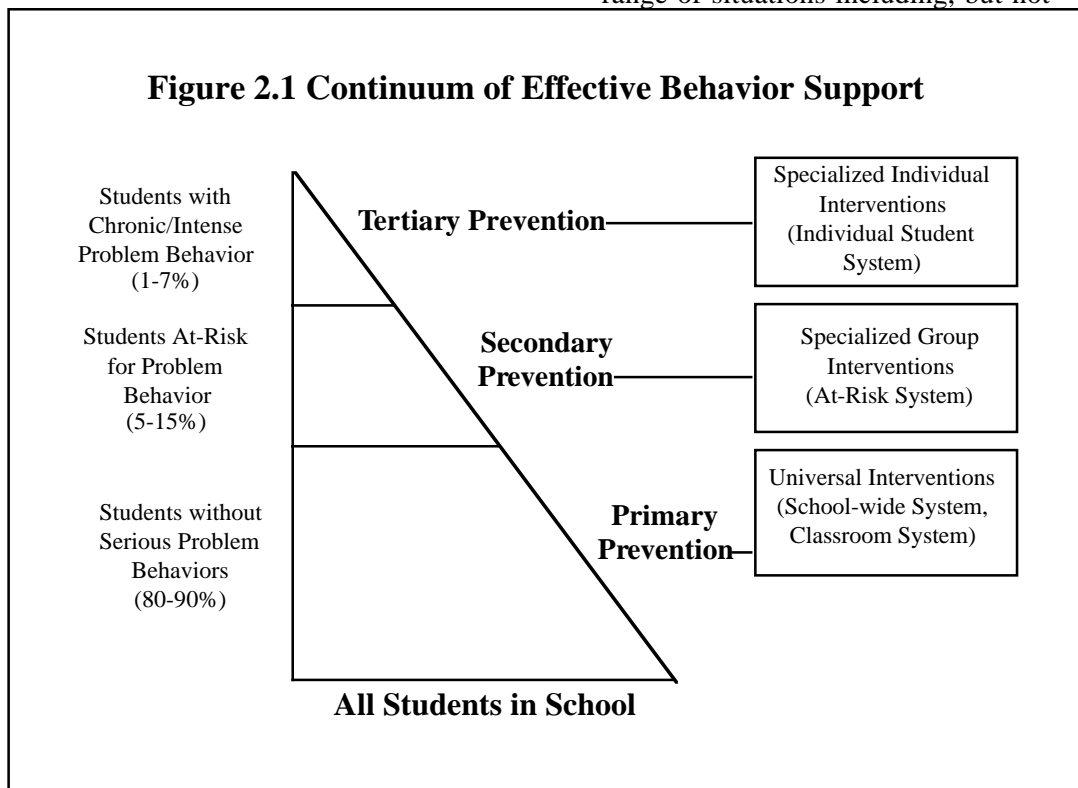 range of situations including, but not
Figure 2.1 Continuum of Effective Behavior Support
Students with
Chronic/Intense
Problem Behavior
(1-7%)
Tertiary Prevention
Specialized Individual
Interventions
(Individual Student
System)
Students At-Risk
for Problem
Behavior
(5-15%)
Secondary
Prevention
Specialized Group
Interventions
(At-Risk System)
Students without
Serious Problem
Behaviors
(80-90%)
Primary
Prevention
Universal Interventions
(School-wide System,
Classroom System)
All Students in School